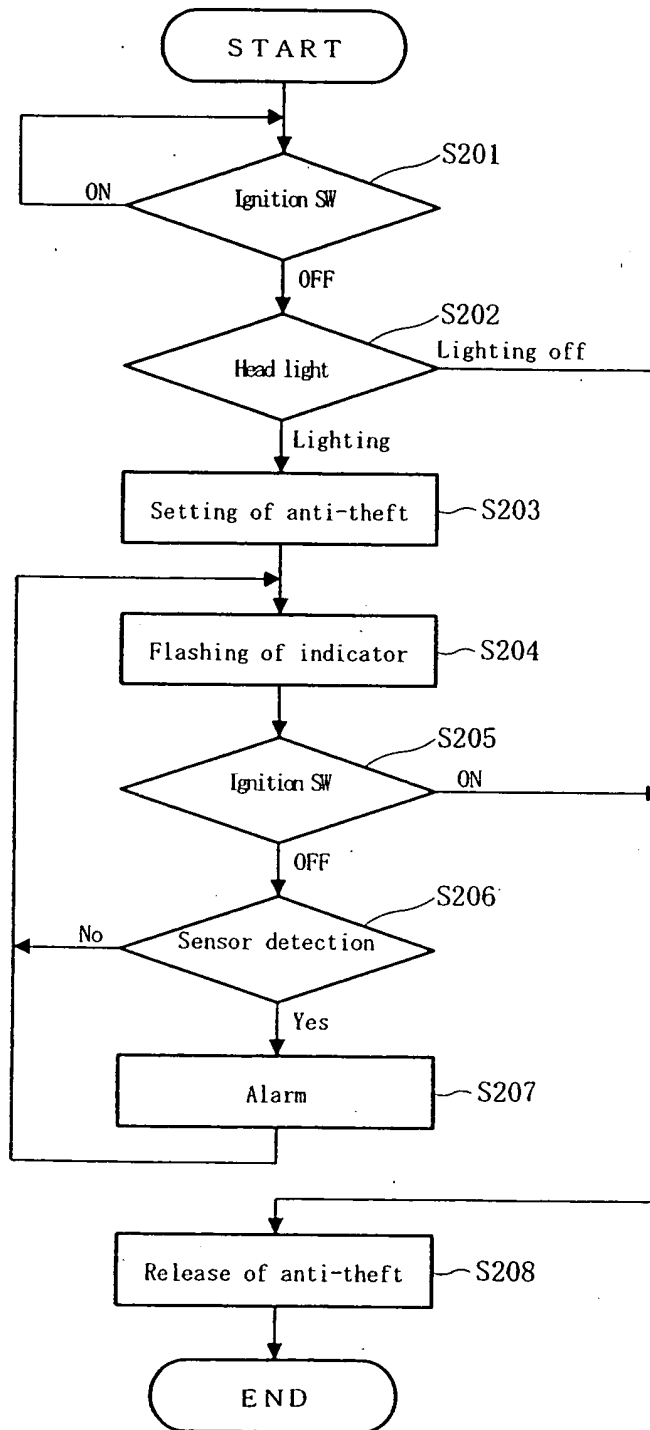 START
S201
Ignition SW
ON
OFF
S202
Lighting off
Head light
Lighting
Setting of anti-theft
S203
Flashing of indicator
S204
S205
Ignition SW
ON
OFF
S206
No
Sensor detection
Yes
Alarm
S207
Release of anti-theft
S208
END